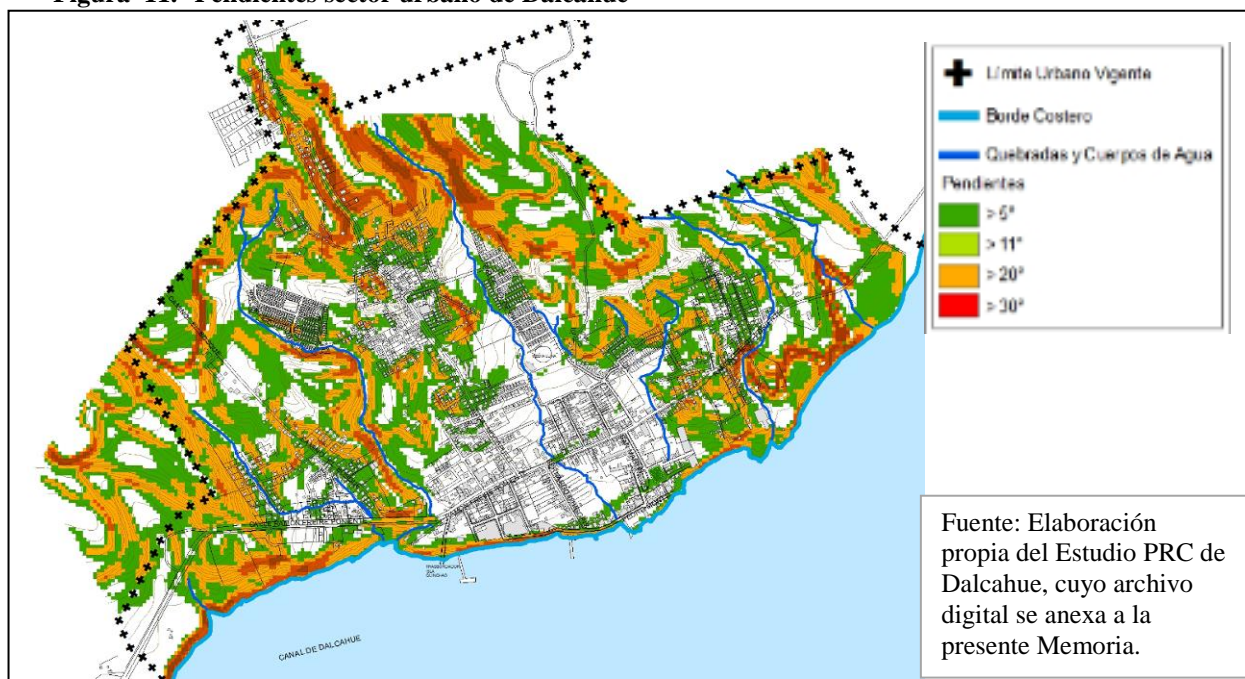 Figura 11: Pendientes sector urbano de Dalcahue
Límite Urbano Vigente
Borde Costero
Quebradas y Cuerpos de Agua
Pendientes
> 5°
> 11°
> 20°
> 30°
CANAL DE DALCAHUE
Fuente: Elaboración
propia del Estudio PRC de
Dalcahue, cuyo archivo
digital se anexa a la
presente Memoria.